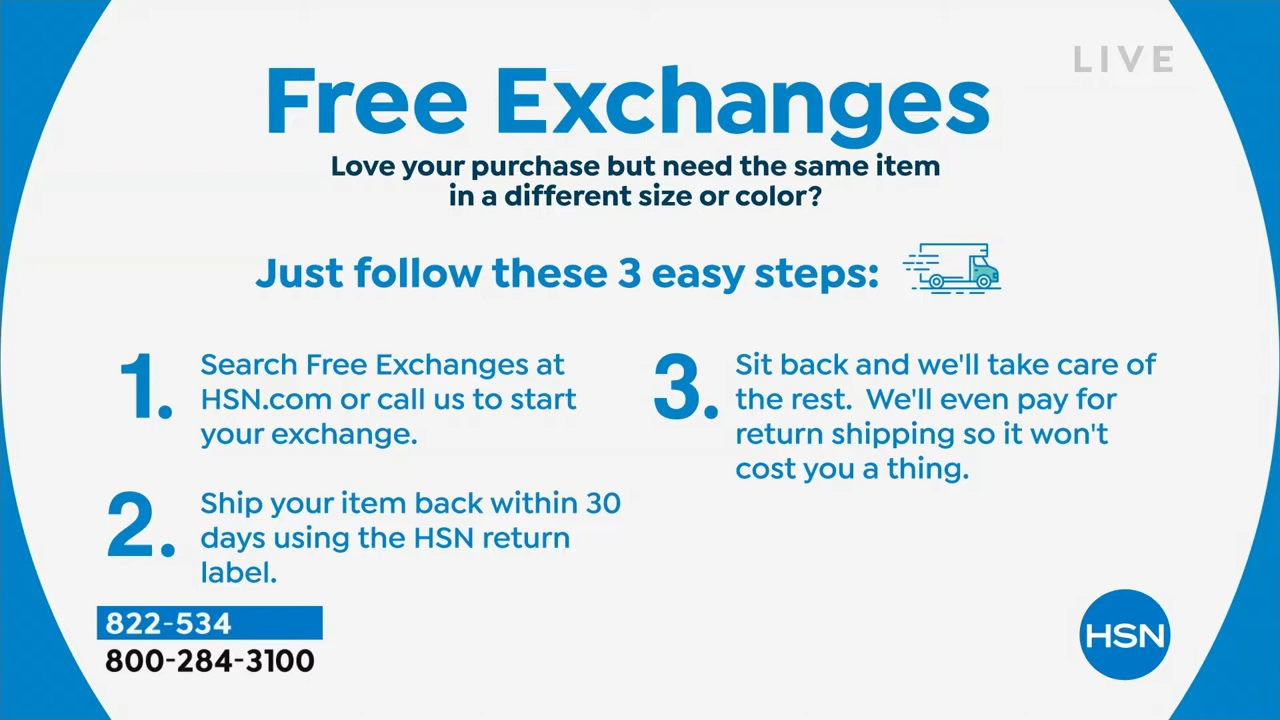 LIVE
Free Exchanges
Love your purchase but need the same item
in a different size or color?
Just follow these 3 easy steps:
1. Search Free Exchanges at
HSN.com or call us to start
your exchange.
2. Ship your item back within 30
days using the HSN return
label.
3. Sit back and we'll take care of
the rest.  We'll even pay for
return shipping so it won't
cost you a thing.
822-534
800-284-3100
HSN